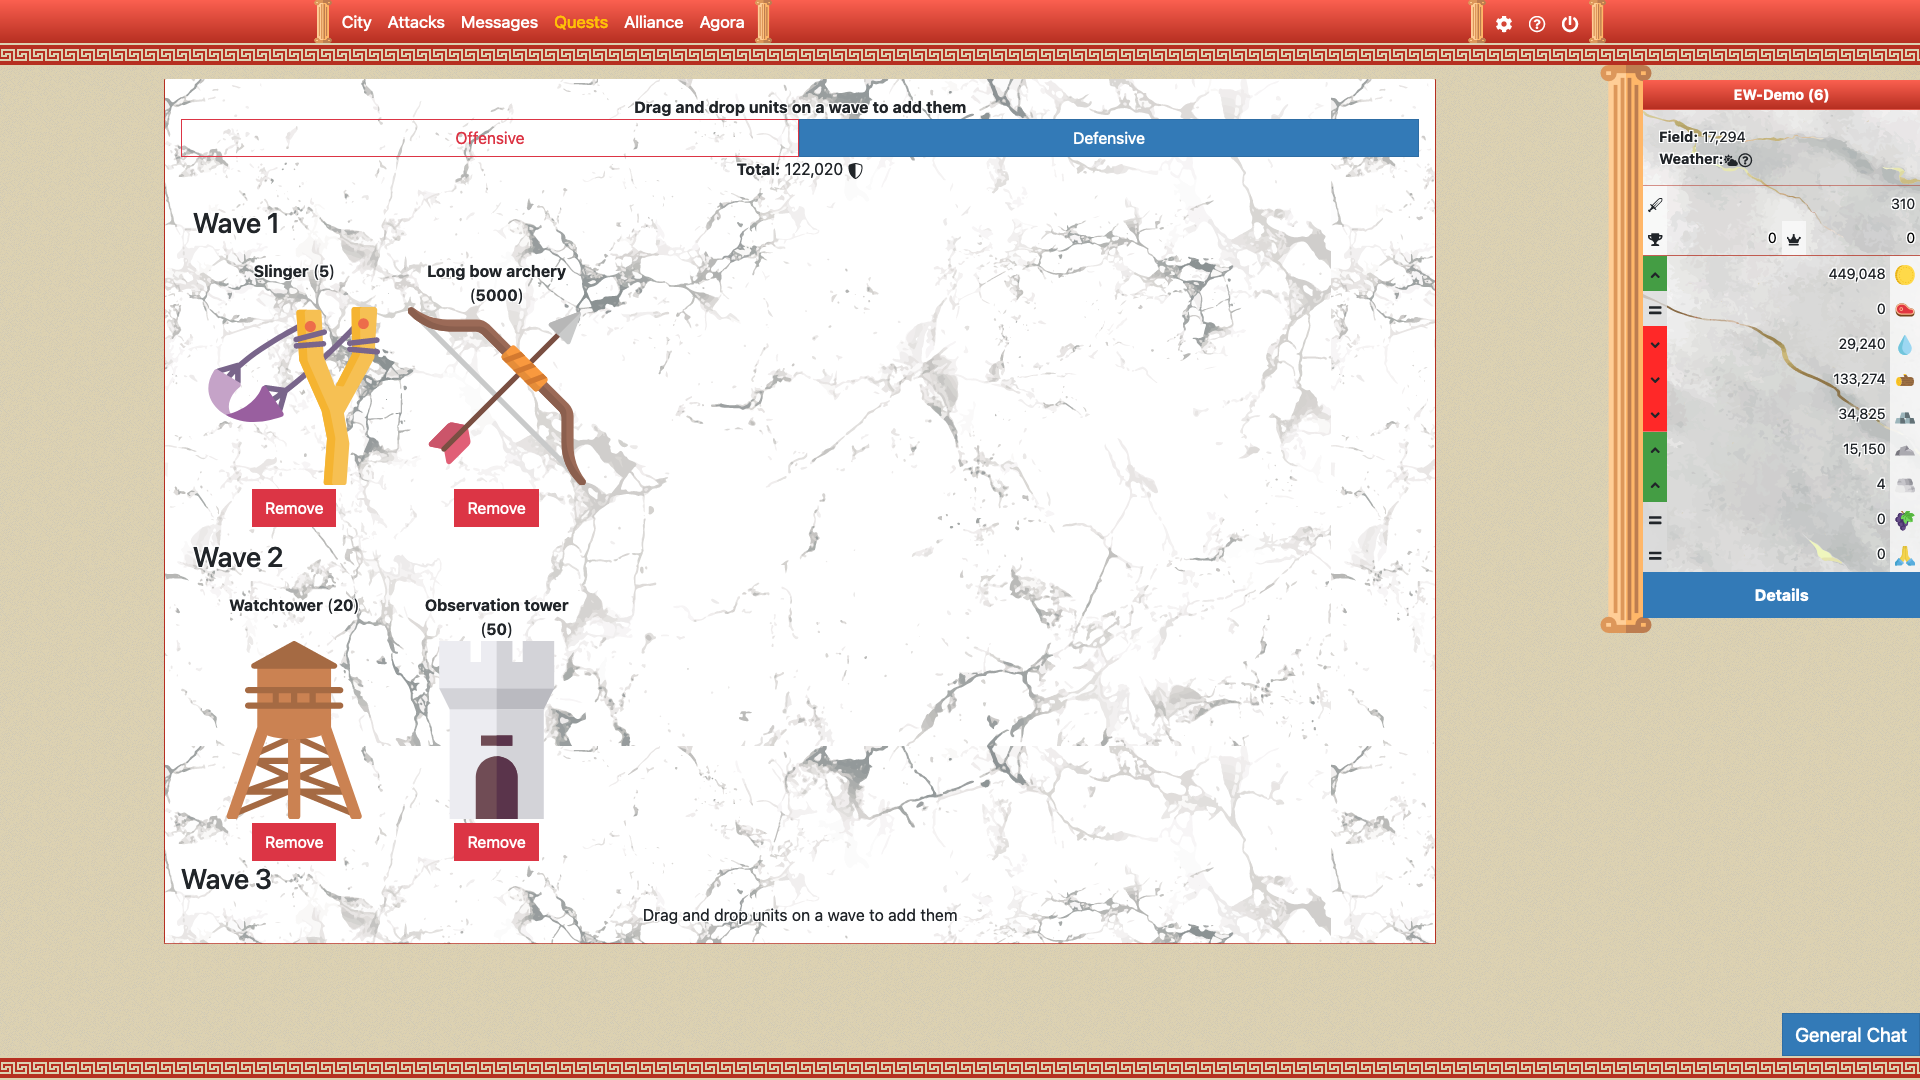 City Attacks Messages Quests Alliance Agora
Drag and drop units on a wave to add them
Offensive Defensive
Total: 122,020
Wave 1
Slinger (5)
Long bow archery
(5000)
Remove
Remove
Wave 2
Watchtower (20)
Observation tower
(50)
Remove
Remove
Wave 3
Drag and drop units on a wave to add them
EW-Demo (6)
Field: 17,294
Weather:
310
0 0
449,048
0
29,240
133,274
34,825
15,150
4
0
0
Details
General Chat